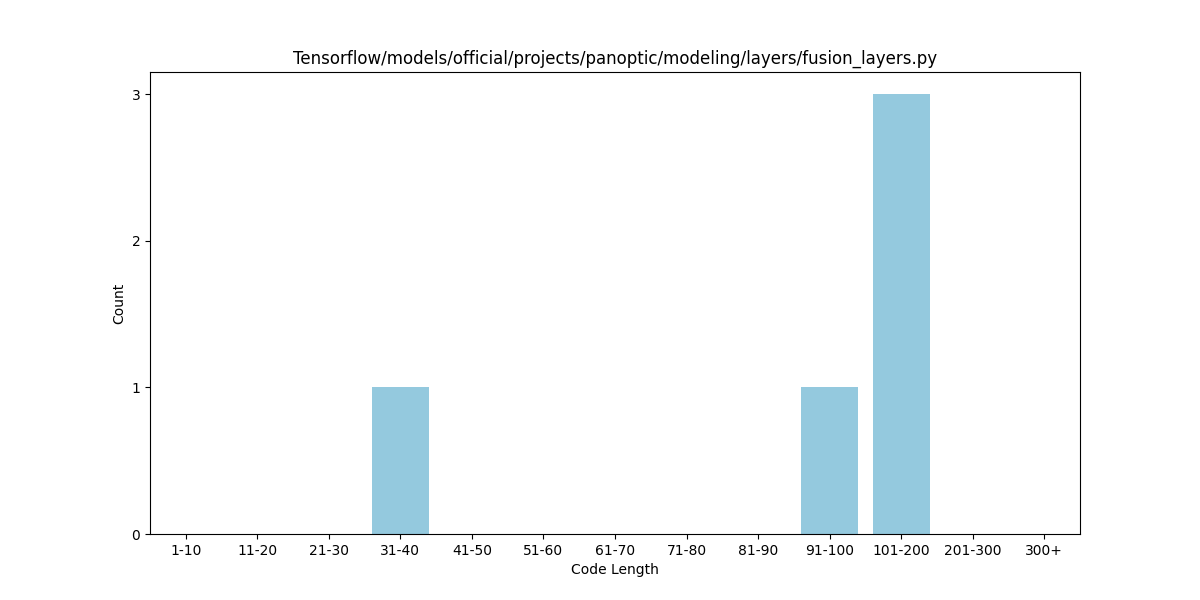 Tensorflow/models/official/projects/panoptic/modeling/layers/fusion_layers.py
3
2
1
0
Count
1-10 11-20 21-30 31-40 41-50 51-60 61-70 71-80 81-90 91-100 101-200 201-300 300+
Code Length